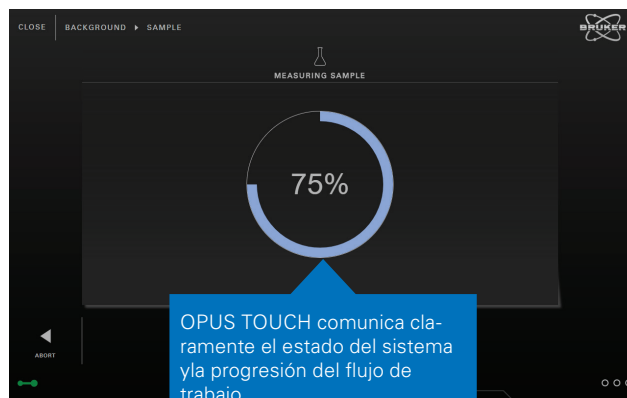 CLOSE BACKGROUND ▸ SAMPLE
BRUKER
MEASURING SAMPLE
75%
OPUS TOUCH comunica cla-
ramente el estado del sistema
yla progresión del flujo de
trabajo
ABORT